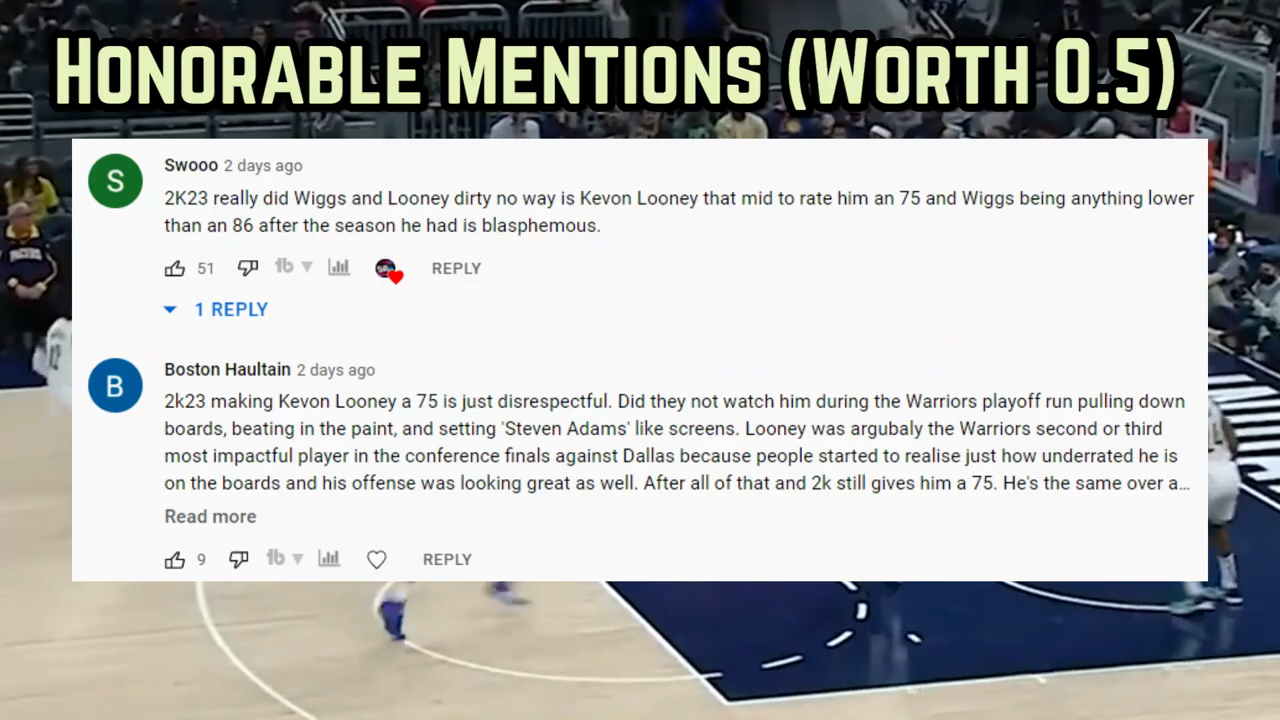 HONORABLE MENTIONS (WORTH 0.5)
S
Swooo 2 days ago
2K23 really did Wiggs and Looney dirty no way is Kevon Looney that mid to rate him an 75 and Wiggs being anything lower
than an 86 after the season he had is blasphemous.
51 REPLY
1 REPLY
B
Boston Haultain 2 days ago
2k23 making Kevon Looney a 75 is just disrespectful. Did they not watch him during the Warriors playoff run pulling down
boards, beating in the paint, and setting 'Steven Adams' like screens. Looney was argubaly the Warriors second or third
most impactful player in the conference finals against Dallas because people started to realise just how underrated he is
on the boards and his offense was looking great as well. After all of that and 2k still gives him a 75. He's the same over a...
Read more
9 REPLY